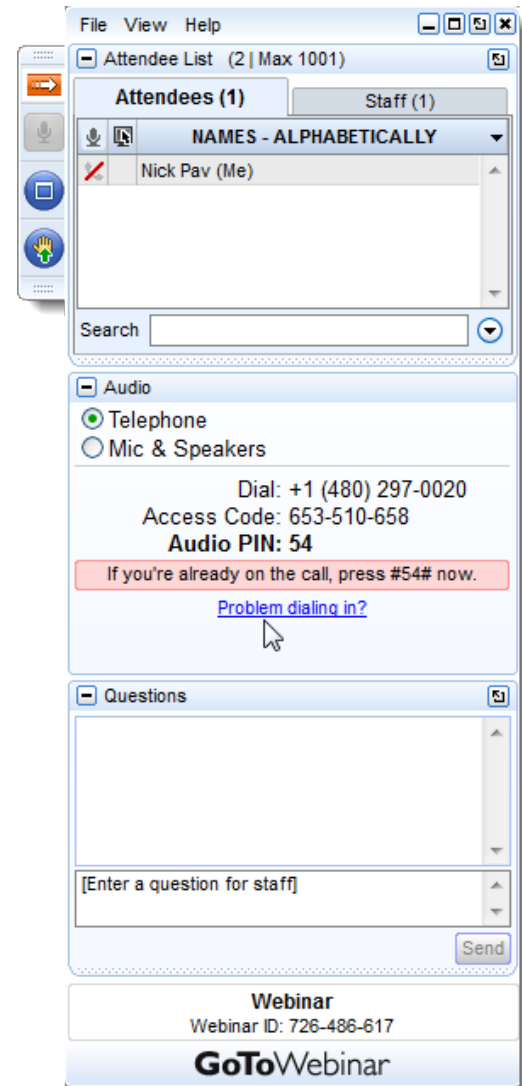 File View Help
Attendee List (2 | Max 1001)
Attendees (1)
Staff (1)
NAMES - ALPHABETICALLY
Nick Pav (Me)
Search
Audio
Telephone
Mic & Speakers
Dial: +1 (480) 297-0020
Access Code: 653-510-658
Audio PIN: 54
If you're already on the call, press #54# now.
Problem dialing in?
Questions
[Enter a question for staff]
Send
Webinar
Webinar ID: 726-486-617
GoToWebinar